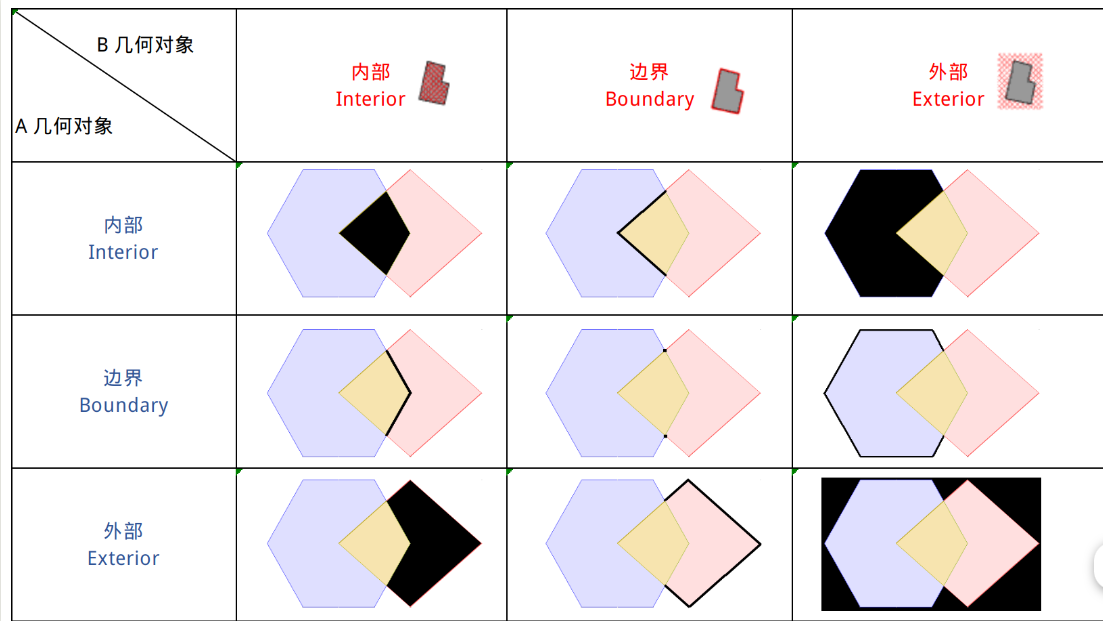 B 几何对象
A 几何对象
内部
Interior
边界
Boundary
外部
Exterior
内部
Interior
边界
Boundary
外部
Exterior